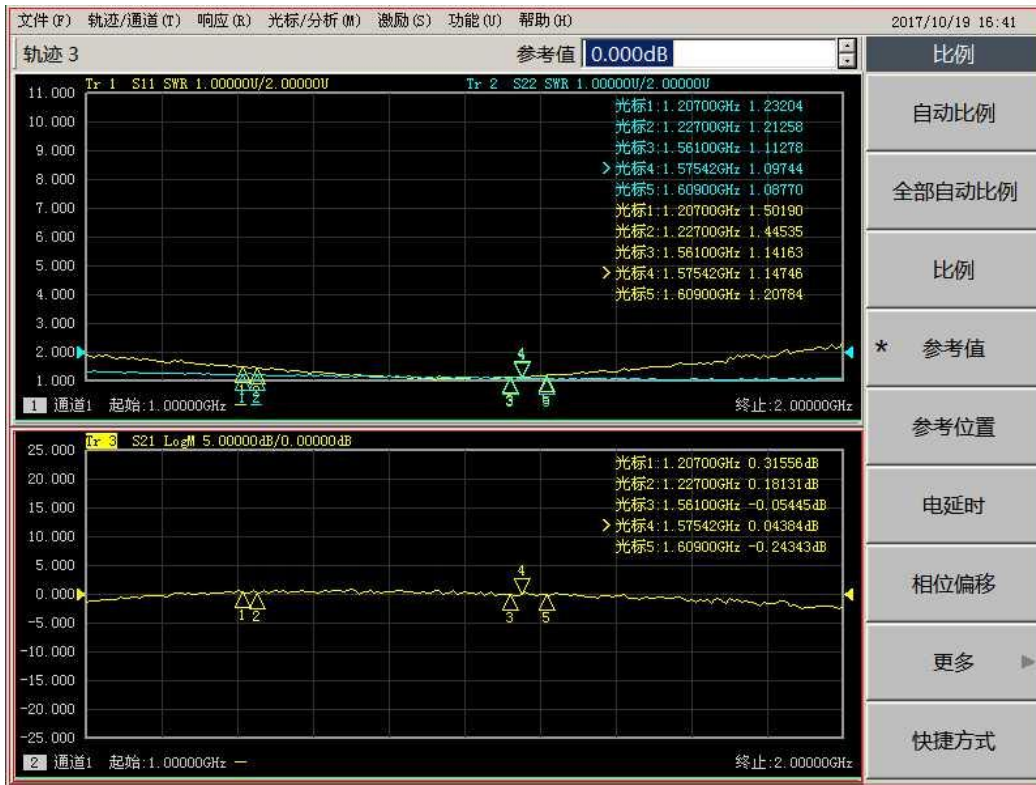 文件(F) 轨迹/通道(T) 响应(R) 光标/分析(M) 激励(S) 功能(U) 帮助(H) 2017/10/19 16:41
轨迹 3 参考值 0.000dB
比例
自动比例
全部自动比例
比例
* 参考值
参考位置
电延时
相位偏移
更多
快捷方式
Tr 1 S11 SWR 1.00000U/2.00000U Tr 2 S22 SWR 1.00000U/2.00000U
11.000
10.000
9.000
8.000
7.000
6.000
5.000
4.000
3.000
2.000
1.000
光标1:1.20700GHz 1.23204
光标2:1.22700GHz 1.21258
光标3:1.56100GHz 1.11278
>光标4:1.57542GHz 1.09744
光标5:1.60900GHz 1.08770
光标1:1.20700GHz 1.50190
光标2:1.22700GHz 1.44535
光标3:1.56100GHz 1.14163
>光标4:1.57542GHz 1.14746
光标5:1.60900GHz 1.20784
4
1 2 3 5
1 通道1 起始:1.00000GHz 终止:2.00000GHz
Tr 3 S21 LogM 5.00000dB/0.00000dB
25.000
20.000
15.000
10.000
5.000
0.000
-5.000
-10.000
-15.000
-20.000
-25.000
光标1:1.20700GHz 0.31556dB
光标2:1.22700GHz 0.18131dB
光标3:1.56100GHz -0.05445dB
>光标4:1.57542GHz 0.04384dB
光标5:1.60900GHz -0.24343dB
4
1 2 3 5
2 通道1 起始:1.00000GHz 终止:2.00000GHz